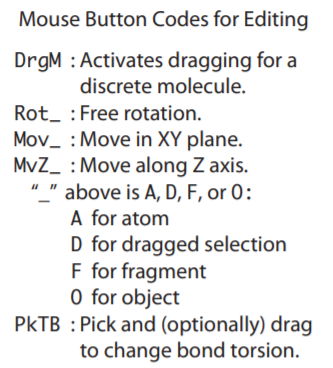 Mouse Button Codes for Editing
DrgM : Activates dragging for a
discrete molecule.
Rot_ : Free rotation.
Mov_ : Move in XY plane.
MvZ_ : Move along Z axis.
“_” above is A, D, F, or O:
A for atom
D for dragged selection
F for fragment
O for object
PkTB : Pick and (optionally) drag
to change bond torsion.